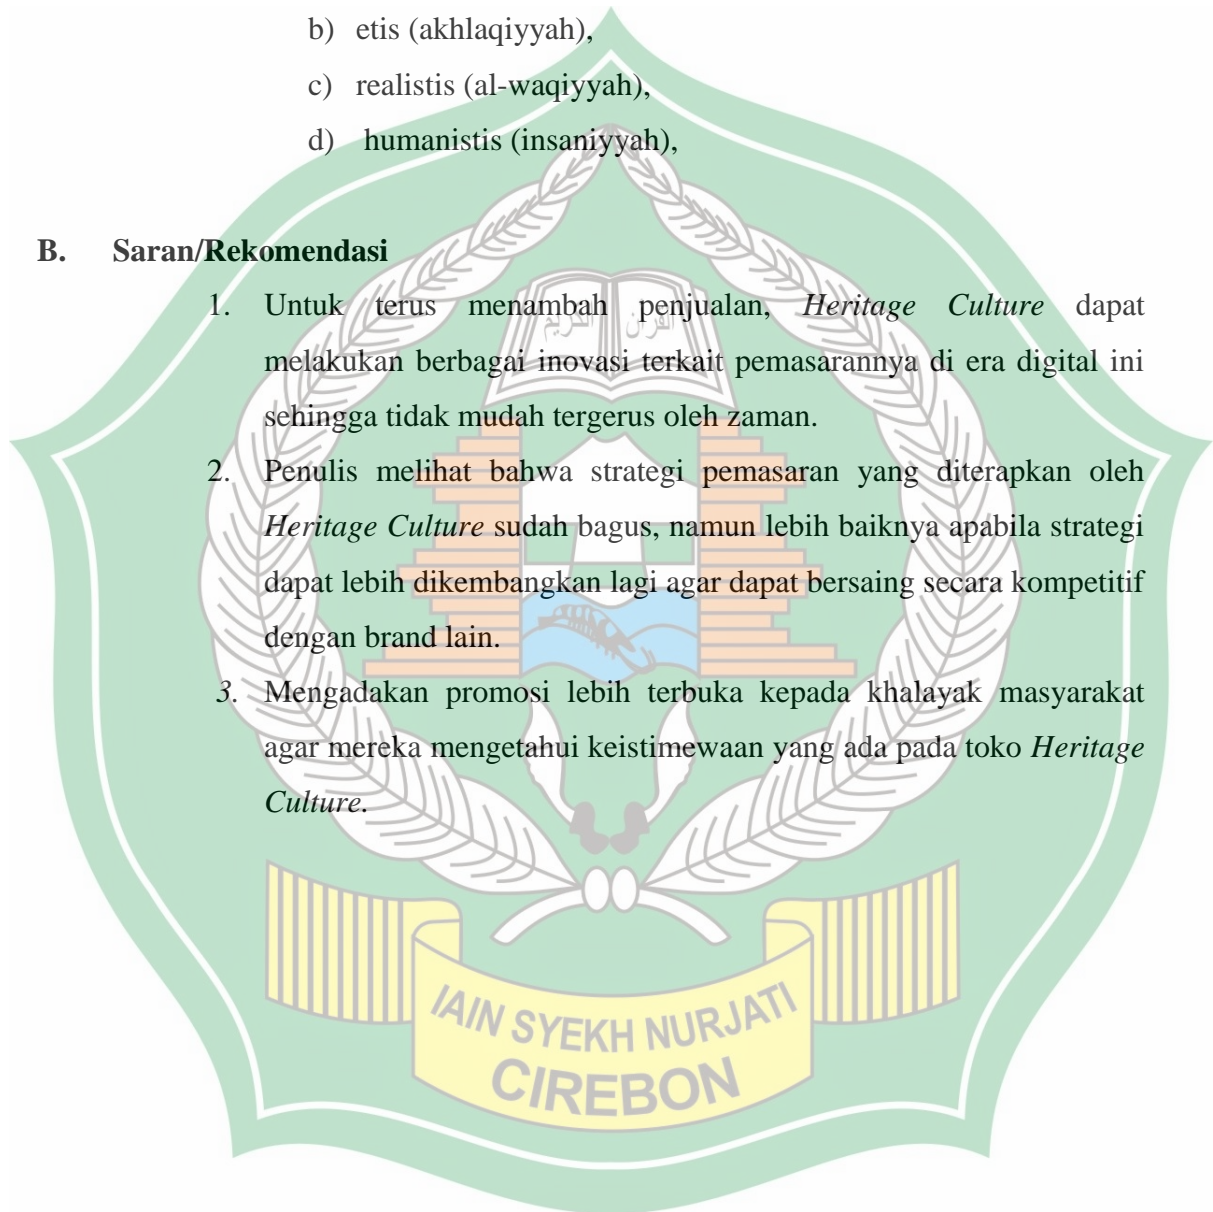 b) etis (akhlaqiyyah),
c) realistis (al-waqiyyah),
d) humanistis (insaniyyah),
B. Saran/Rekomendasi
1. Untuk terus menambah penjualan, Heritage Culture dapat
melakukan berbagai inovasi terkait pemasarannya di era digital ini
sehingga tidak mudah tergerus oleh zaman.
2. Penulis melihat bahwa strategi pemasaran yang diterapkan oleh
Heritage Culture sudah bagus, namun lebih baiknya apabila strategi
dapat lebih dikembangkan lagi agar dapat bersaing secara kompetitif
dengan brand lain.
3. Mengadakan promosi lebih terbuka kepada khalayak masyarakat
agar mereka mengetahui keistimewaan yang ada pada toko Heritage
Culture.
IAIN SYEKH NURJATI
CIREBON